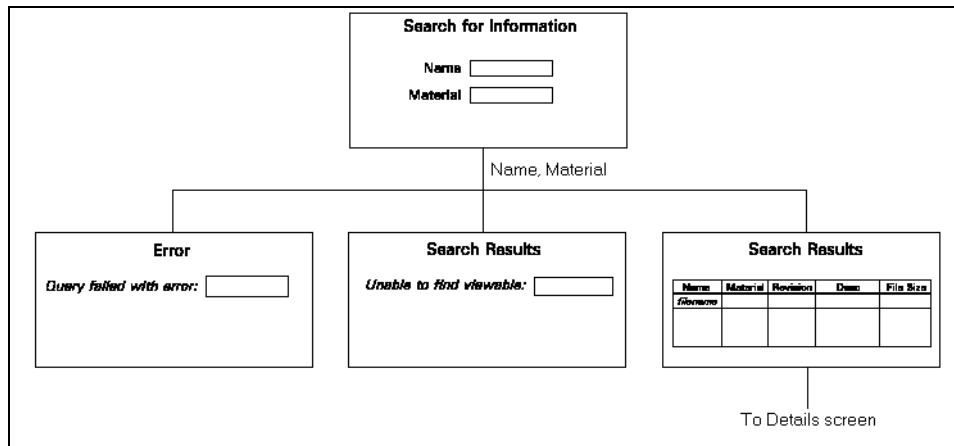 Search for Information
Name
Material
Name, Material
Error
Query failed with error:
Search Results
Unable to find viewable:
Search Results
Name Material Revision Desc File Size
filename
To Details screen